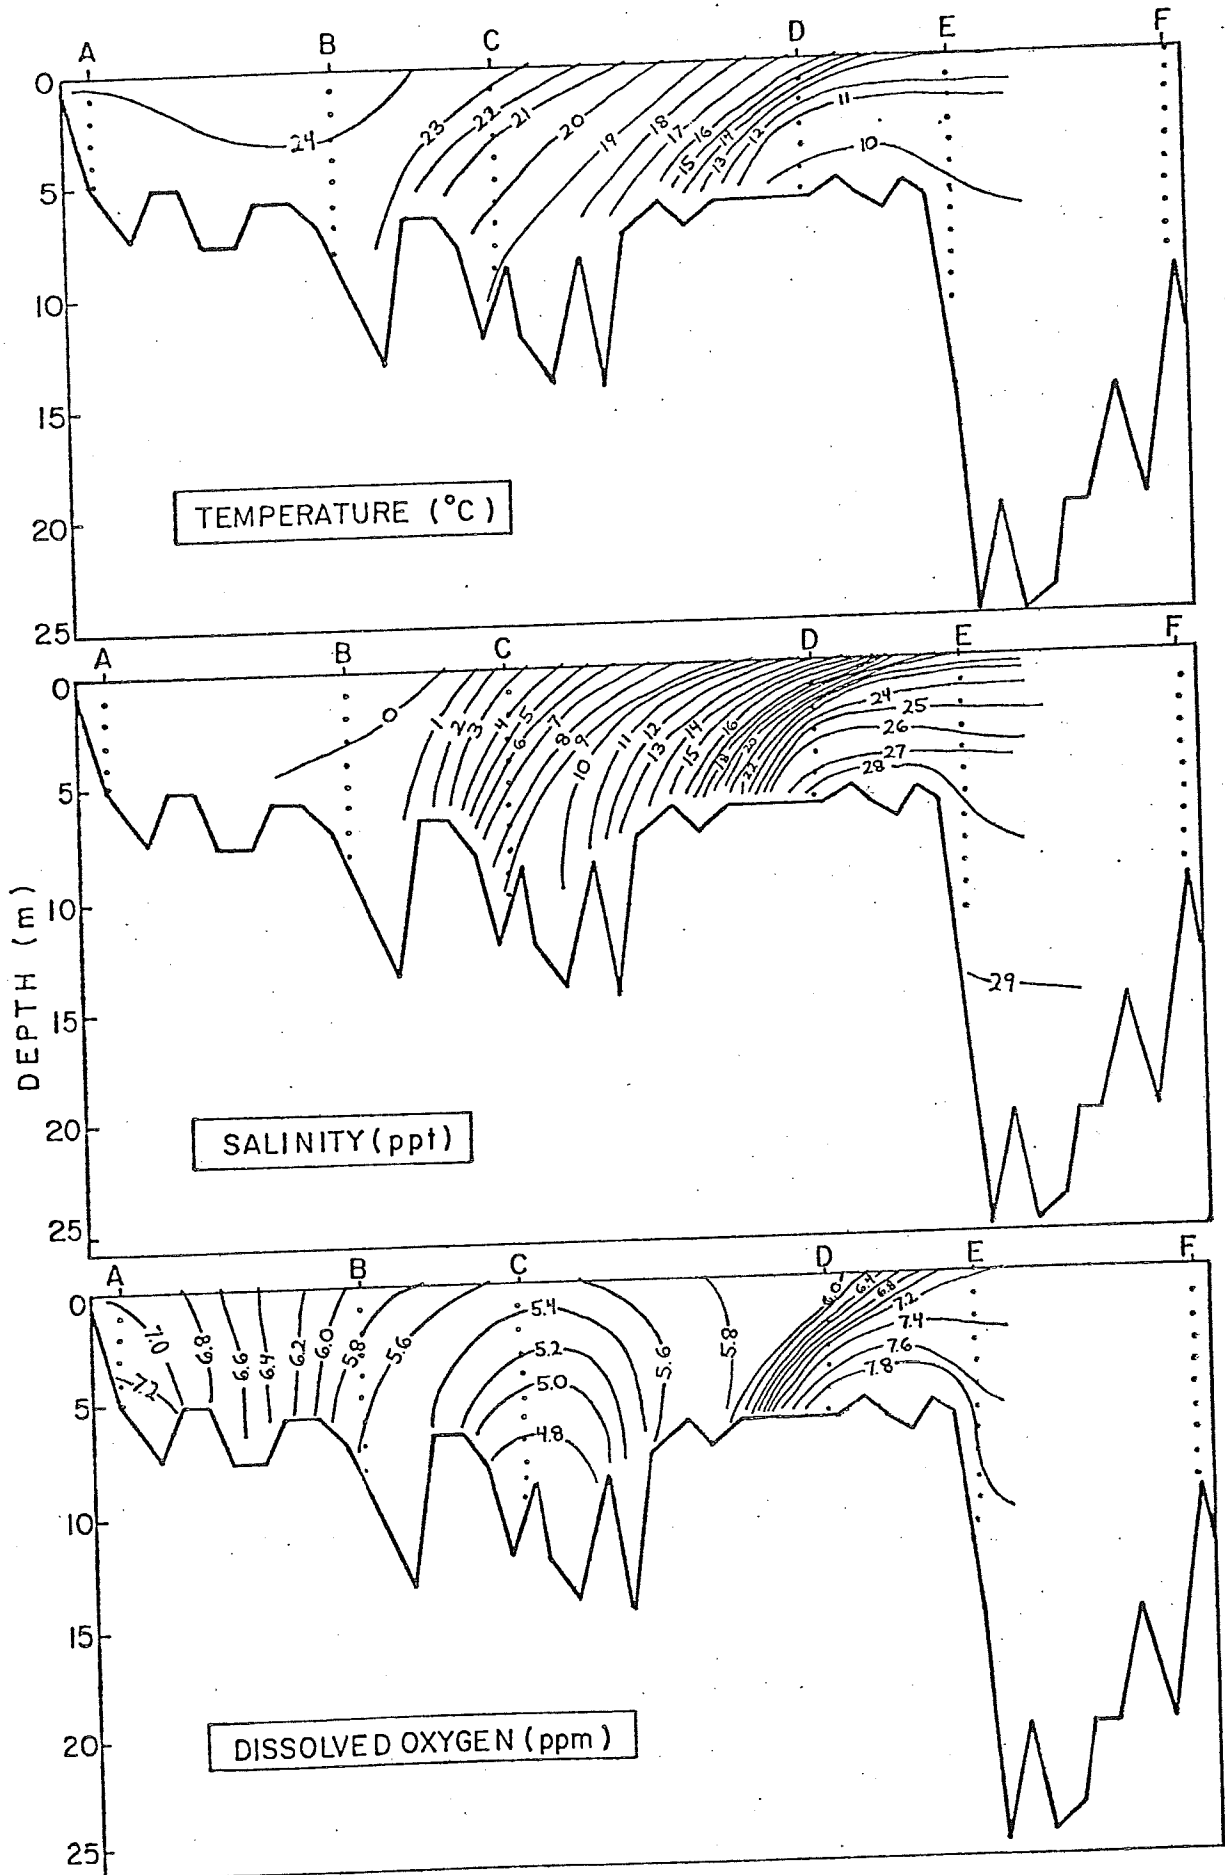 A B C D E F
0
24 23 22 21 20 19 18 17 16 15 14 13 12 11 10
5
10
15
20
25
TEMPERATURE (°C)
A B C D E F
0
0 1 2 3 4 5 6 7 8 9 10 11 12 13 14 15 16 18 20 22 24 25 26 27 28
5
10
29
15
20
25
SALINITY (ppt)
DEPTH (m)
A B C D E F
0
7.2 7.0 6.8 6.6 6.4 6.2 6.0 5.8 5.6 5.4 5.2 5.0 4.8 5.6 5.8 6.0 6.4 6.8 7.2 7.4 7.6 7.8
5
10
15
20
25
DISSOLVED OXYGEN (ppm)